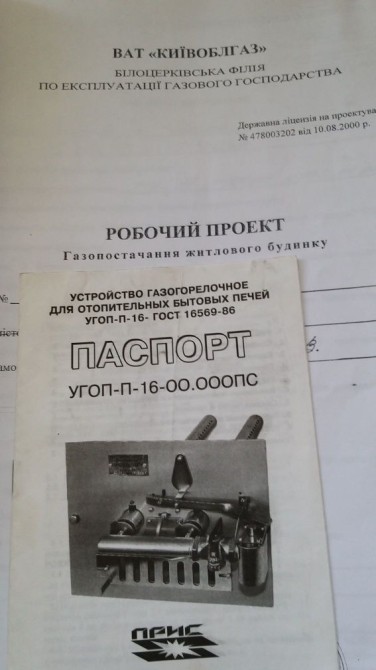 ВАТ «КИЇВОБЛГАЗ»
БІЛОЦЕРКІВСЬКА ФІЛІЯ
ПО ЕКСПЛУАТАЦІЇ ГАЗОВОГО ГОСПОДАРСТВА
Державна ліцензія на проектува
№ 478003202 від 10.08.2000 р.
РОБОЧИЙ ПРОЕКТ
Газопостачання житлового будинку
№
УСТРОЙСТВО ГАЗОГОРЕЛОЧНОЕ
ДЛЯ ОТОПИТЕЛЬНЫХ БЫТОВЫХ ПЕЧЕЙ
УГОП-П-16- ГОСТ 16569-86
ПАСПОРТ
УГОП-П-16-00.000ПС
ПРИС